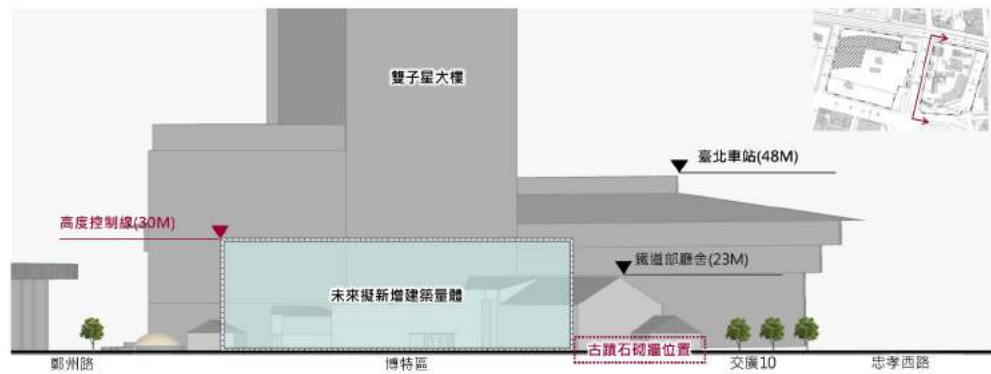 雙子星大樓
臺北車站(48M)
高度控制線(30M)
鐵道部廳舍(23M)
未來擬新增建築量體
古蹟石砌牆位置
鄭州路
博特區
交廣10
忠孝西路